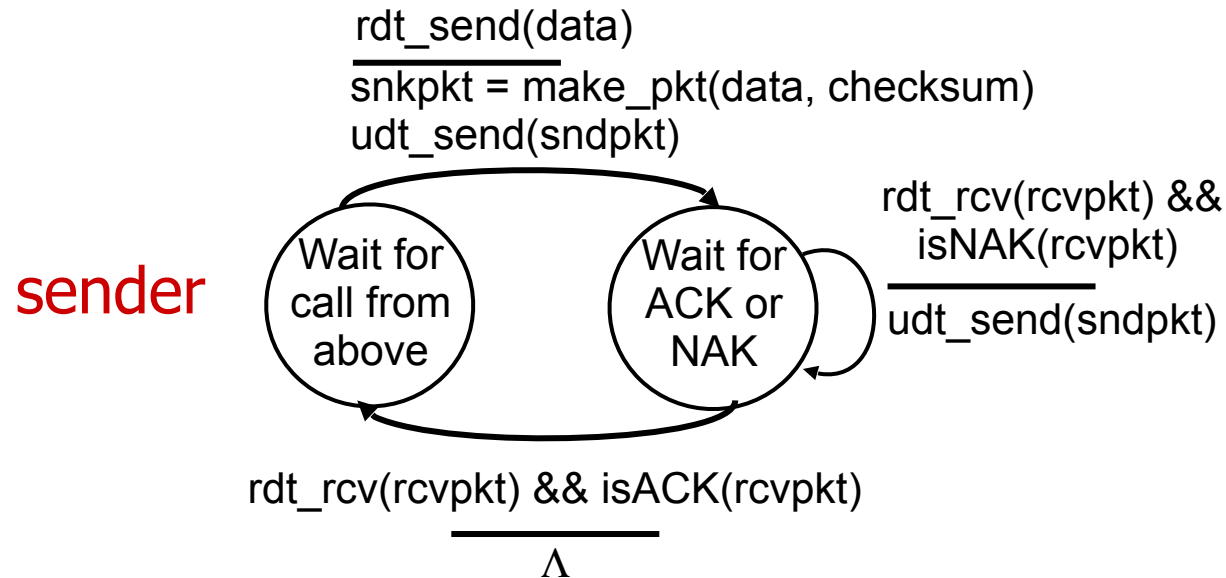 rdt_send(data)
snkpkt = make_pkt(data, checksum)
udt_send(sndpkt)
sender
Wait for
call from
above
Wait for
ACK or
NAK
rdt_rcv(rcvpkt) &&
isNAK(rcvpkt)
udt_send(sndpkt)
rdt_rcv(rcvpkt) && isACK(rcvpkt)
Λ